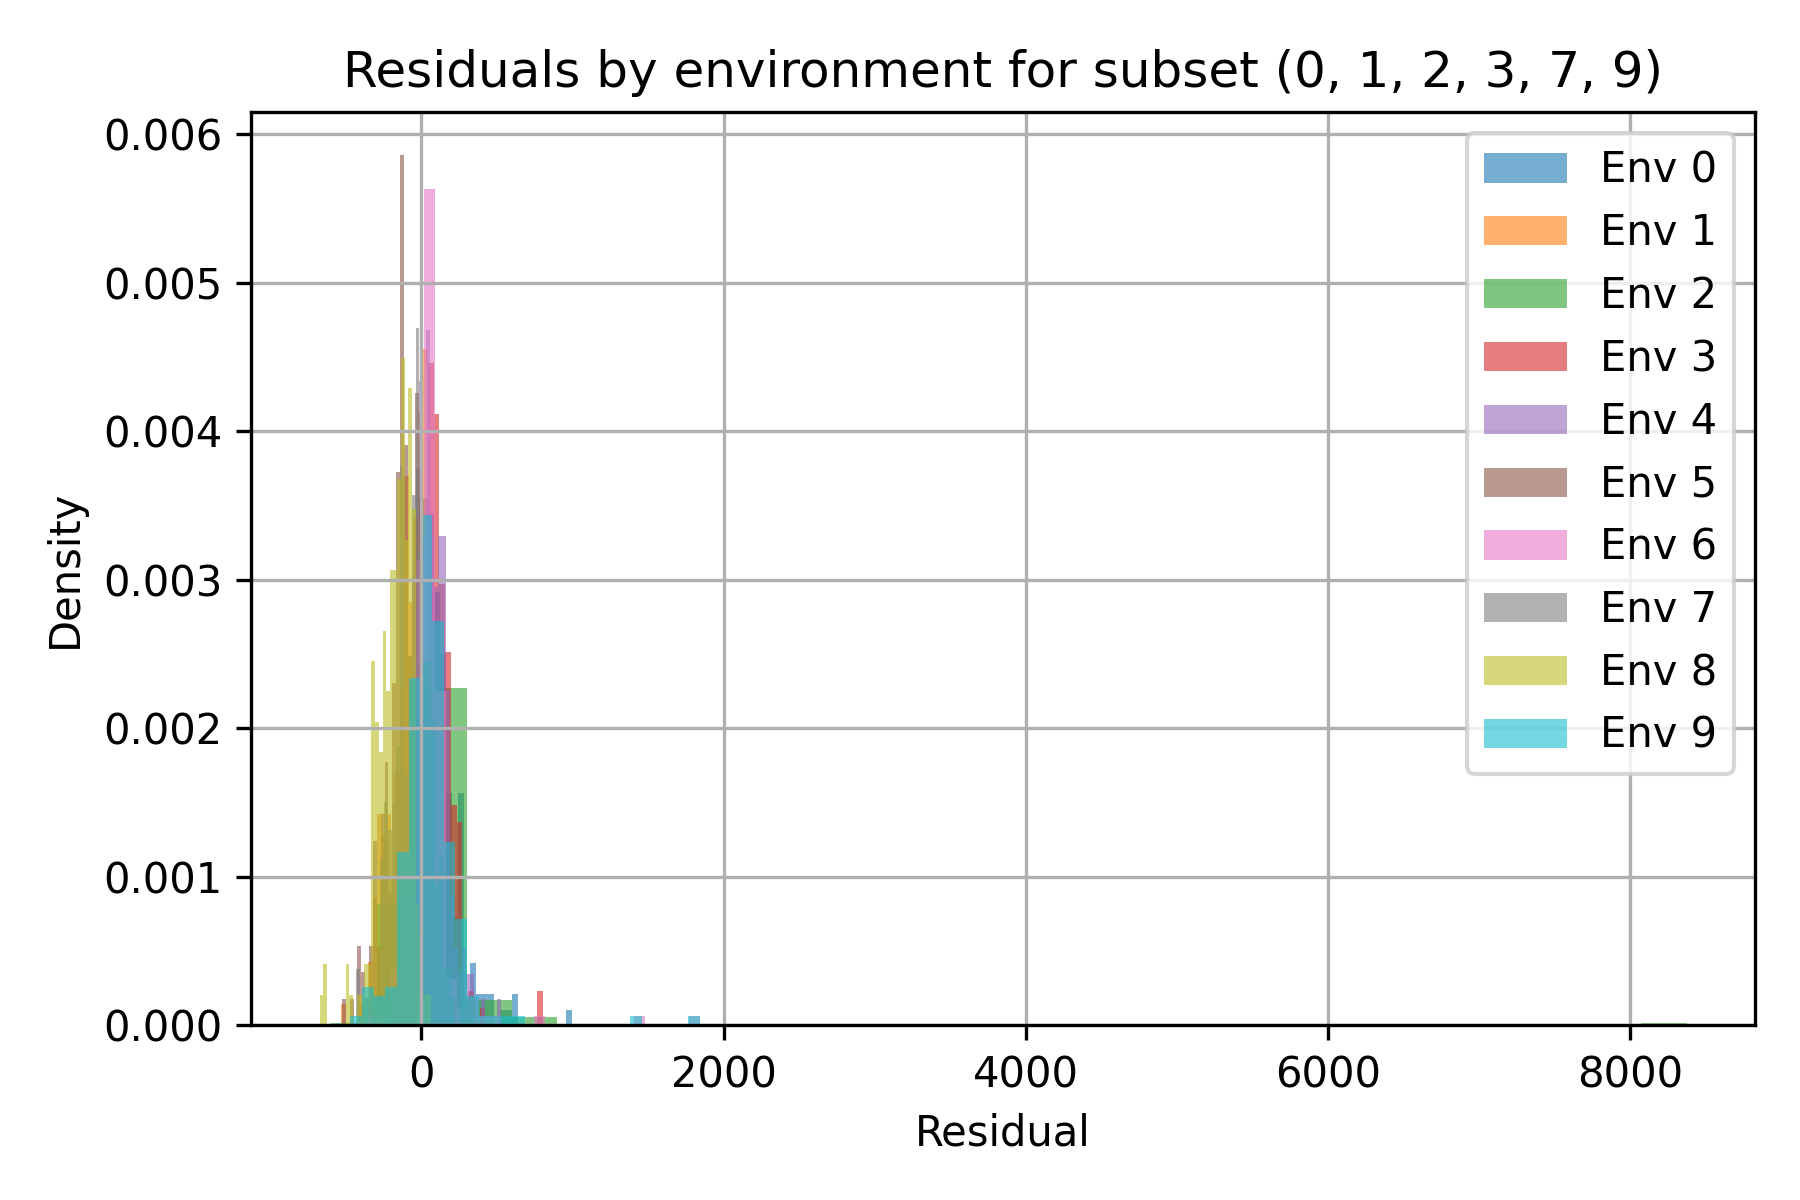 Residuals by environment for subset (0, 1, 2, 3, 7, 9)
0.006
0.005
0.004
0.003
0.002
0.001
0.000
Density
0 2000 4000 6000 8000
Residual
Env 0
Env 1
Env 2
Env 3
Env 4
Env 5
Env 6
Env 7
Env 8
Env 9